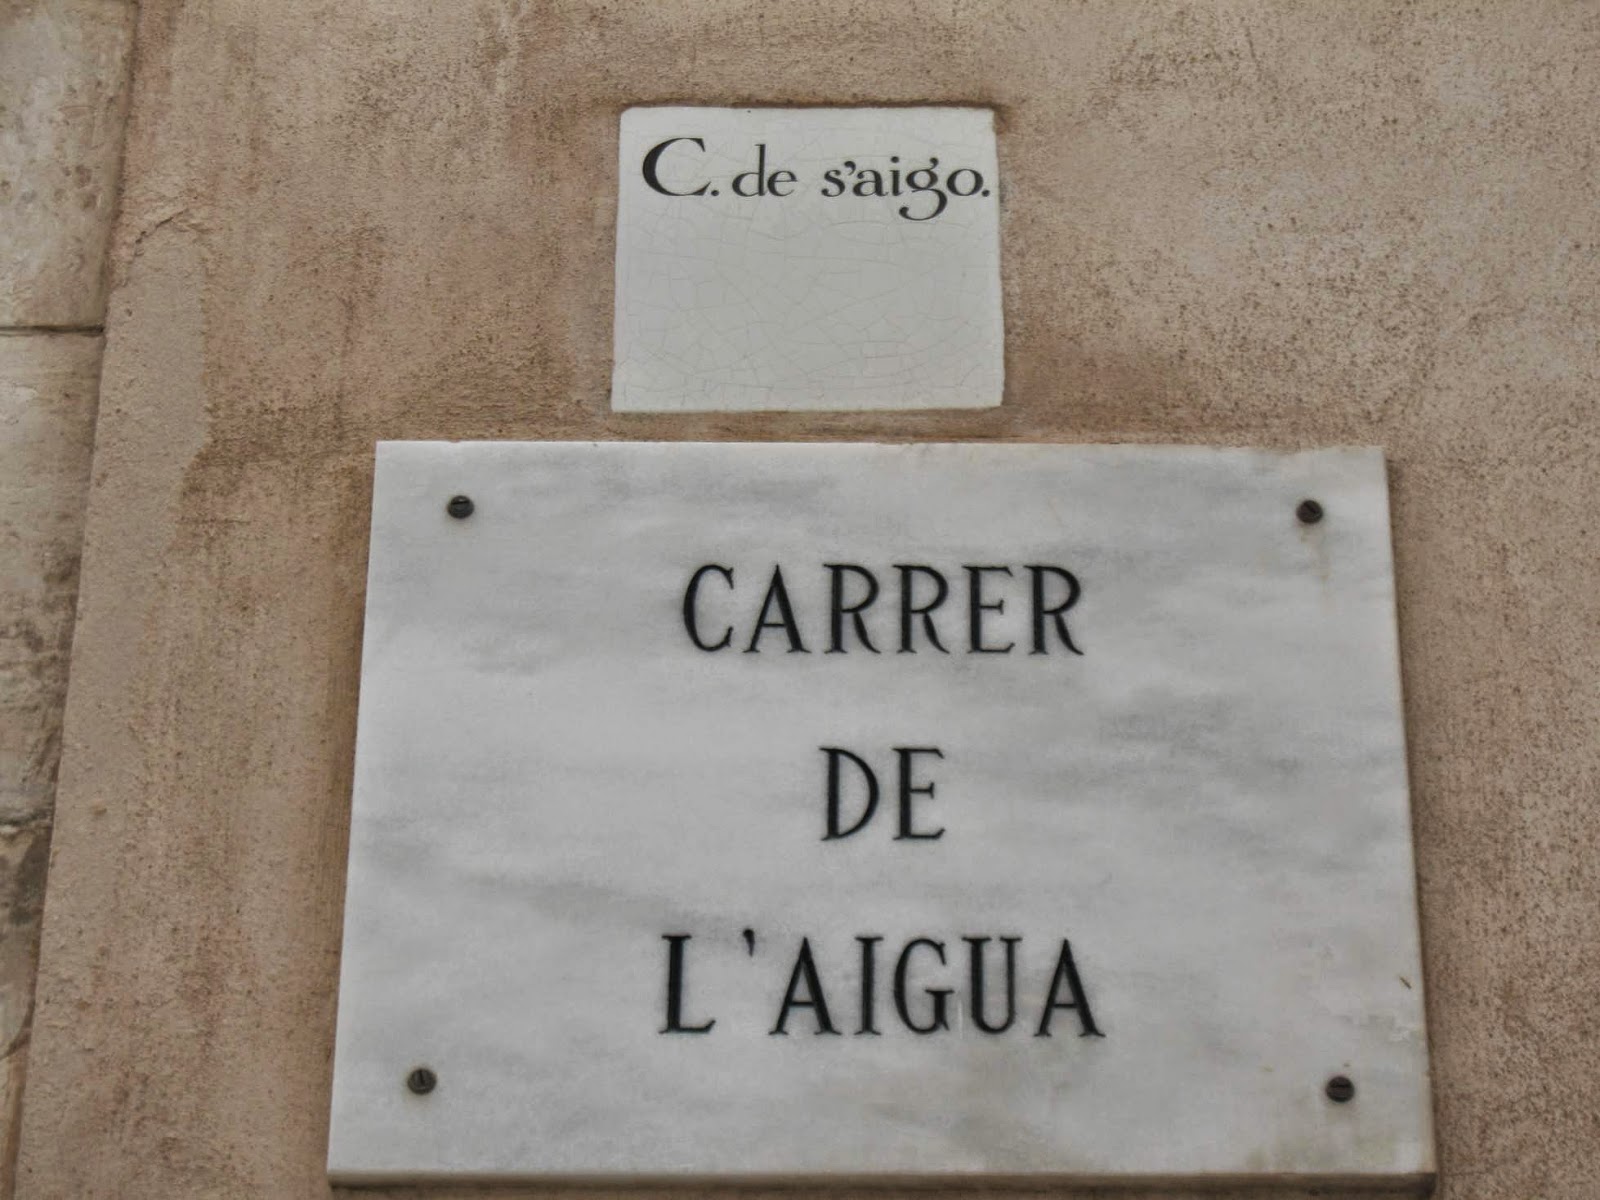 C. de s'aigo.
CARRER
DE
L'AIGUA